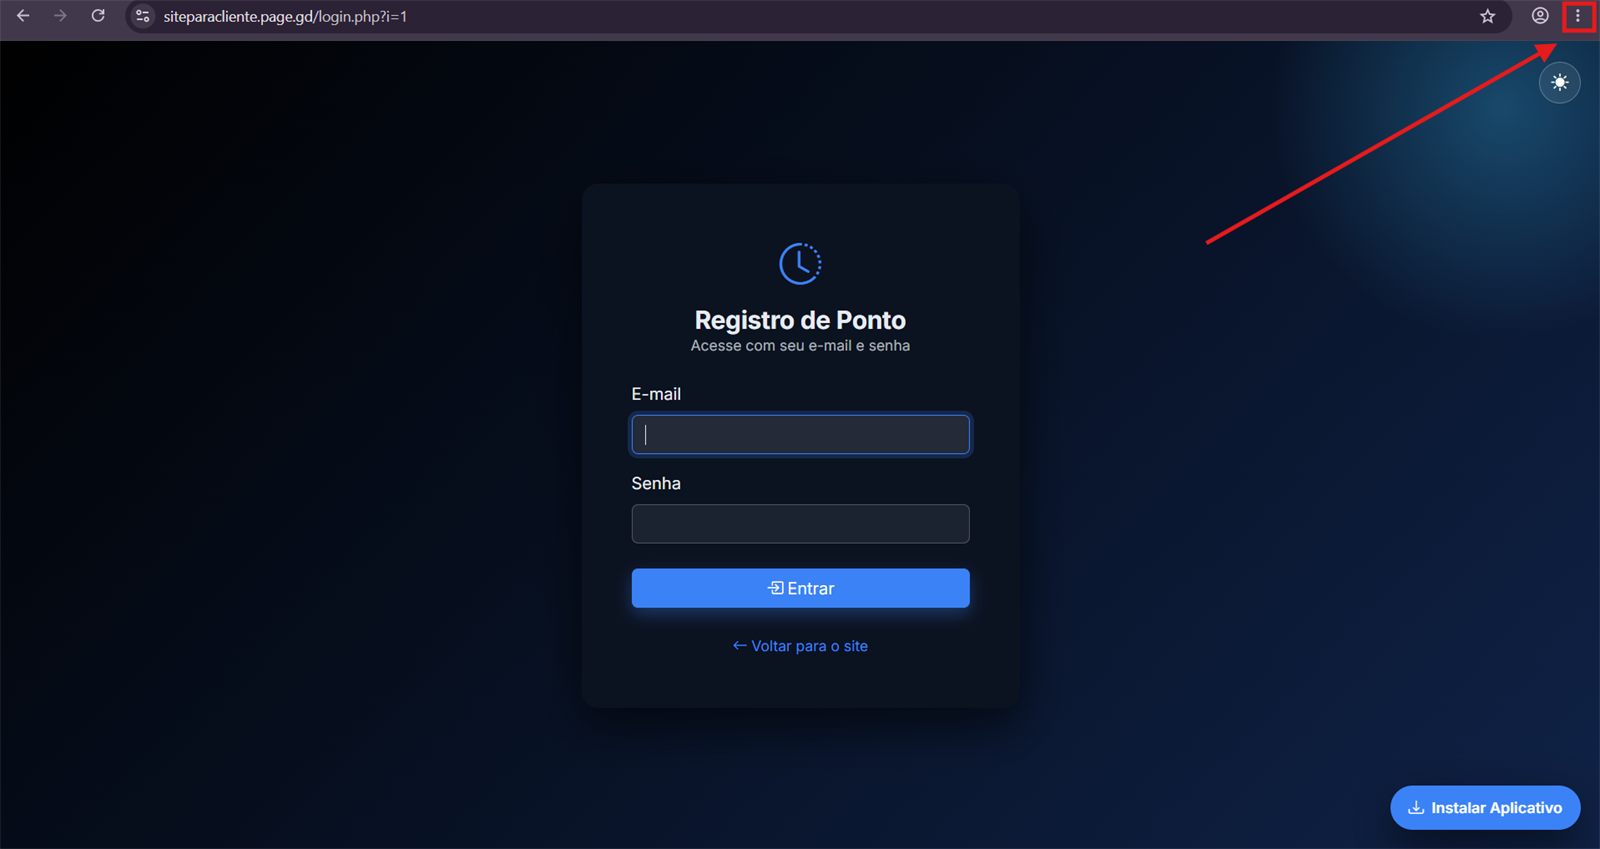 siteparacliente.page.gd/login.php?i=1
Registro de Ponto
Acesse com seu e-mail e senha
E-mail
Senha
Entrar
← Voltar para o site
Instalar Aplicativo